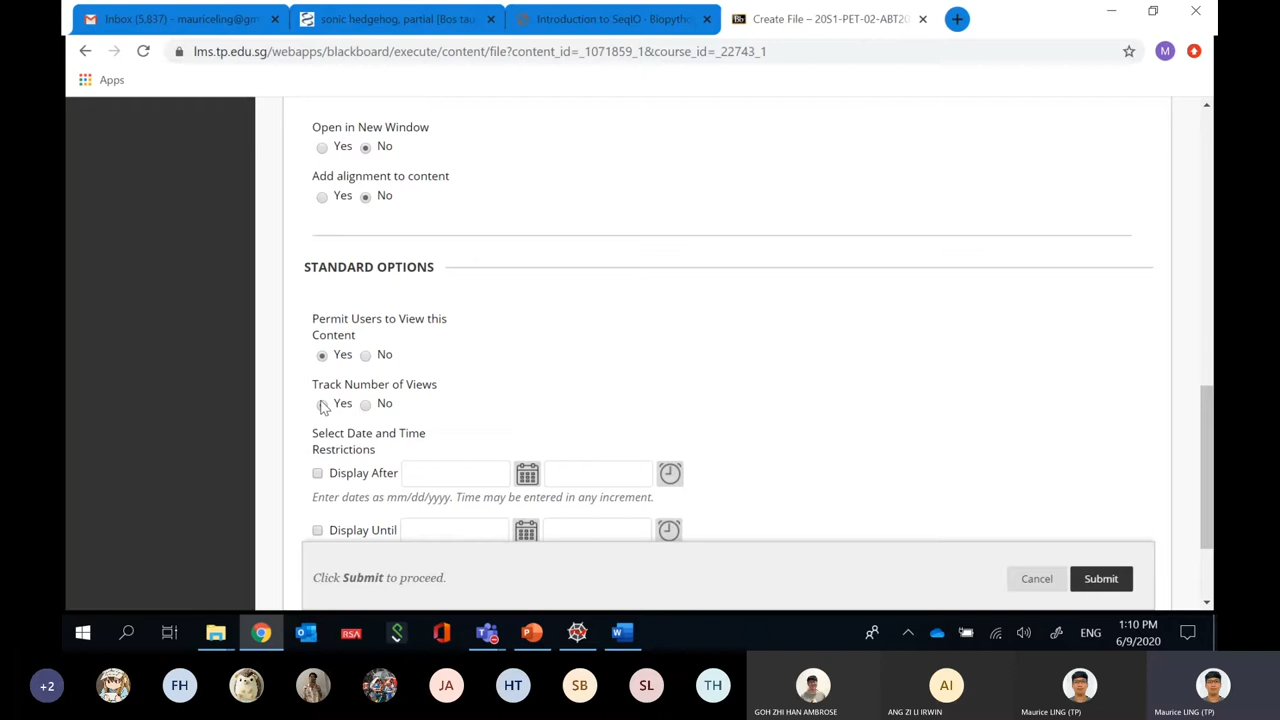 Inbox (5,837) - mauriceling@gm
sonic hedgehog, partial [Bos tau
Introduction to SeqIO · Biopytho
Bb
Create File – 20S1-PET-02-ABT20
lms.tp.edu.sg/webapps/blackboard/execute/content/file?content_id=_1071859_1&course_id=_22743_1
M
Apps
Open in New Window
Yes No
Add alignment to content
Yes No
STANDARD OPTIONS
Permit Users to View this
Content
Yes No
Track Number of Views
Yes No
Select Date and Time
Restrictions
Display After
Enter dates as mm/dd/yyyy. Time may be entered in any increment.
Display Until
Click Submit to proceed.
Cancel Submit
RSA
ENG
1:10 PM
6/9/2020
+2
FH
JA
HT
SB
SL
TH
AI
GOH ZHI HAN AMBROSE
ANG ZI LI IRWIN
Maurice LING (TP)
Maurice LING (TP)